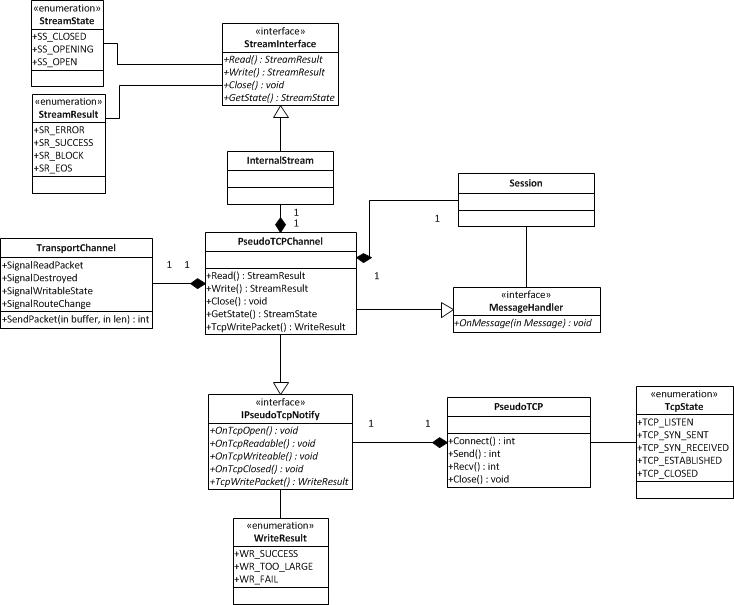 «enumeration»
StreamState
+SS_CLOSED
+SS_OPENING
+SS_OPEN
«interface»
StreamInterface
+Read() : StreamResult
+Write() : StreamResult
+Close() : void
+GetState() : StreamState
«enumeration»
StreamResult
+SR_ERROR
+SR_SUCCESS
+SR_BLOCK
+SR_EOS
InternalStream
1
1
Session
1
1
TransportChannel
+SignalReadPacket
+SignalDestroyed
+SignalWritableState
+SignalRouteChange
+SendPacket(in buffer, in len) : int
1
1
PseudoTCPChannel
+Read() : StreamResult
+Write() : StreamResult
+Close() : void
+GetState() : StreamState
+TcpWritePacket() : WriteResult
«interface»
MessageHandler
+OnMessage(in Message) : void
«interface»
IPseudoTcpNotify
+OnTcpOpen() : void
+OnTcpReadable() : void
+OnTcpWriteable() : void
+OnTcpClosed() : void
+TcpWritePacket() : WriteResult
1
1
PseudoTCP
+Connect() : int
+Send() : int
+Recv() : int
+Close() : void
«enumeration»
TcpState
+TCP_LISTEN
+TCP_SYN_SENT
+TCP_SYN_RECEIVED
+TCP_ESTABLISHED
+TCP_CLOSED
«enumeration»
WriteResult
+WR_SUCCESS
+WR_TOO_LARGE
+WR_FAIL